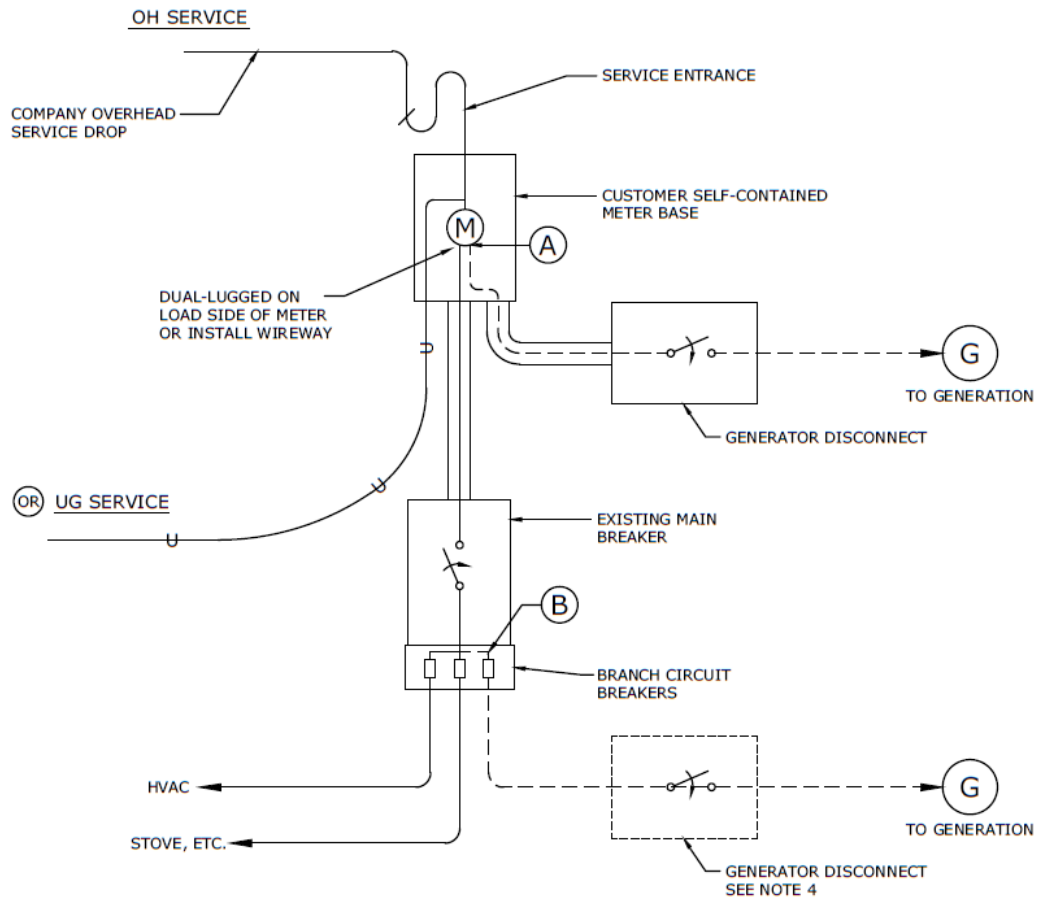 OH SERVICE
SERVICE ENTRANCE
COMPANY OVERHEAD
SERVICE DROP
CUSTOMER SELF-CONTAINED
METER BASE
M
A
DUAL-LUGGED ON
LOAD SIDE OF METER
OR INSTALL WIREWAY
G
TO GENERATION
GENERATOR DISCONNECT
OR UG SERVICE
EXISTING MAIN
BREAKER
B
BRANCH CIRCUIT
BREAKERS
HVAC
G
TO GENERATION
STOVE, ETC.
GENERATOR DISCONNECT
SEE NOTE 4